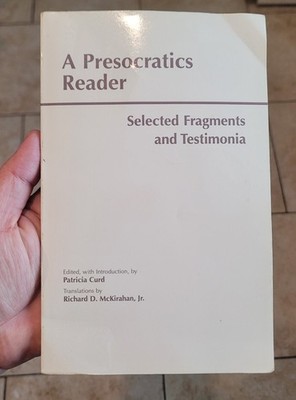 A Presocratics
Reader
Selected Fragments
and Testimonia
Edited, with Introduction, by
Patricia Curd
Translations by
Richard D. McKirahan, Jr.